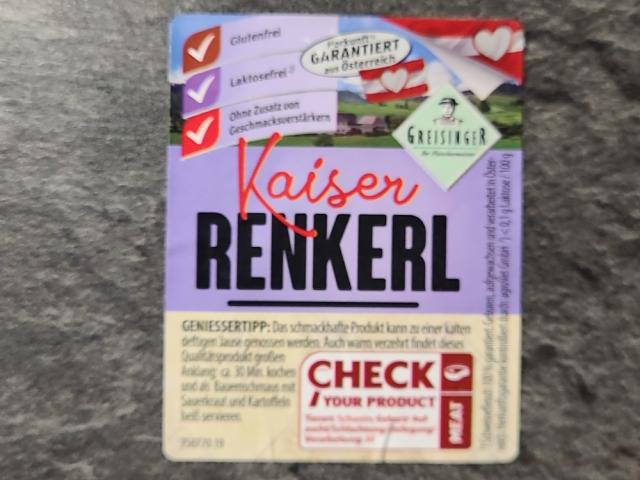 Glutenfrei
Laktosefrei
Ohne Zusatz von
Geschmacksverstärkern
Herkunft
GARANTIERT
aus Österreich
GREISINGER
Kaiser
RENKERL
GENIESSERTIPP: Das schmackhafte Produkt kann zu einer kalten
deftigen Jause genossen werden. Auch warm verzehrt findet dieses
Qualitätsprodukt großen
Anklang: ca. 30 Min. kochen
und als Bauernschmaus mit
Sauerkraut und Kartoffeln
heiß servieren.
CHECK
YOUR PRODUCT
MEAT